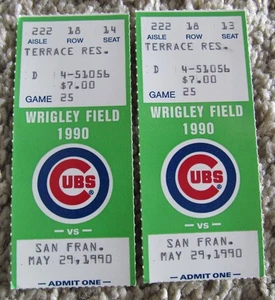 222 18 14
AISLE ROW SEAT
TERRACE RES.
D 4-51056
$7.00
GAME 25
WRIGLEY FIELD
1990
CUBS
VS
SAN FRAN.
MAY 29,1990
ADMIT ONE
222 18 13
AISLE ROW SEAT
TERRACE RES.
D 4-51056
$7.00
GAME 25
WRIGLEY FIELD
1990
CUBS
VS
SAN FRAN.
MAY 29,1990
ADMIT ONE